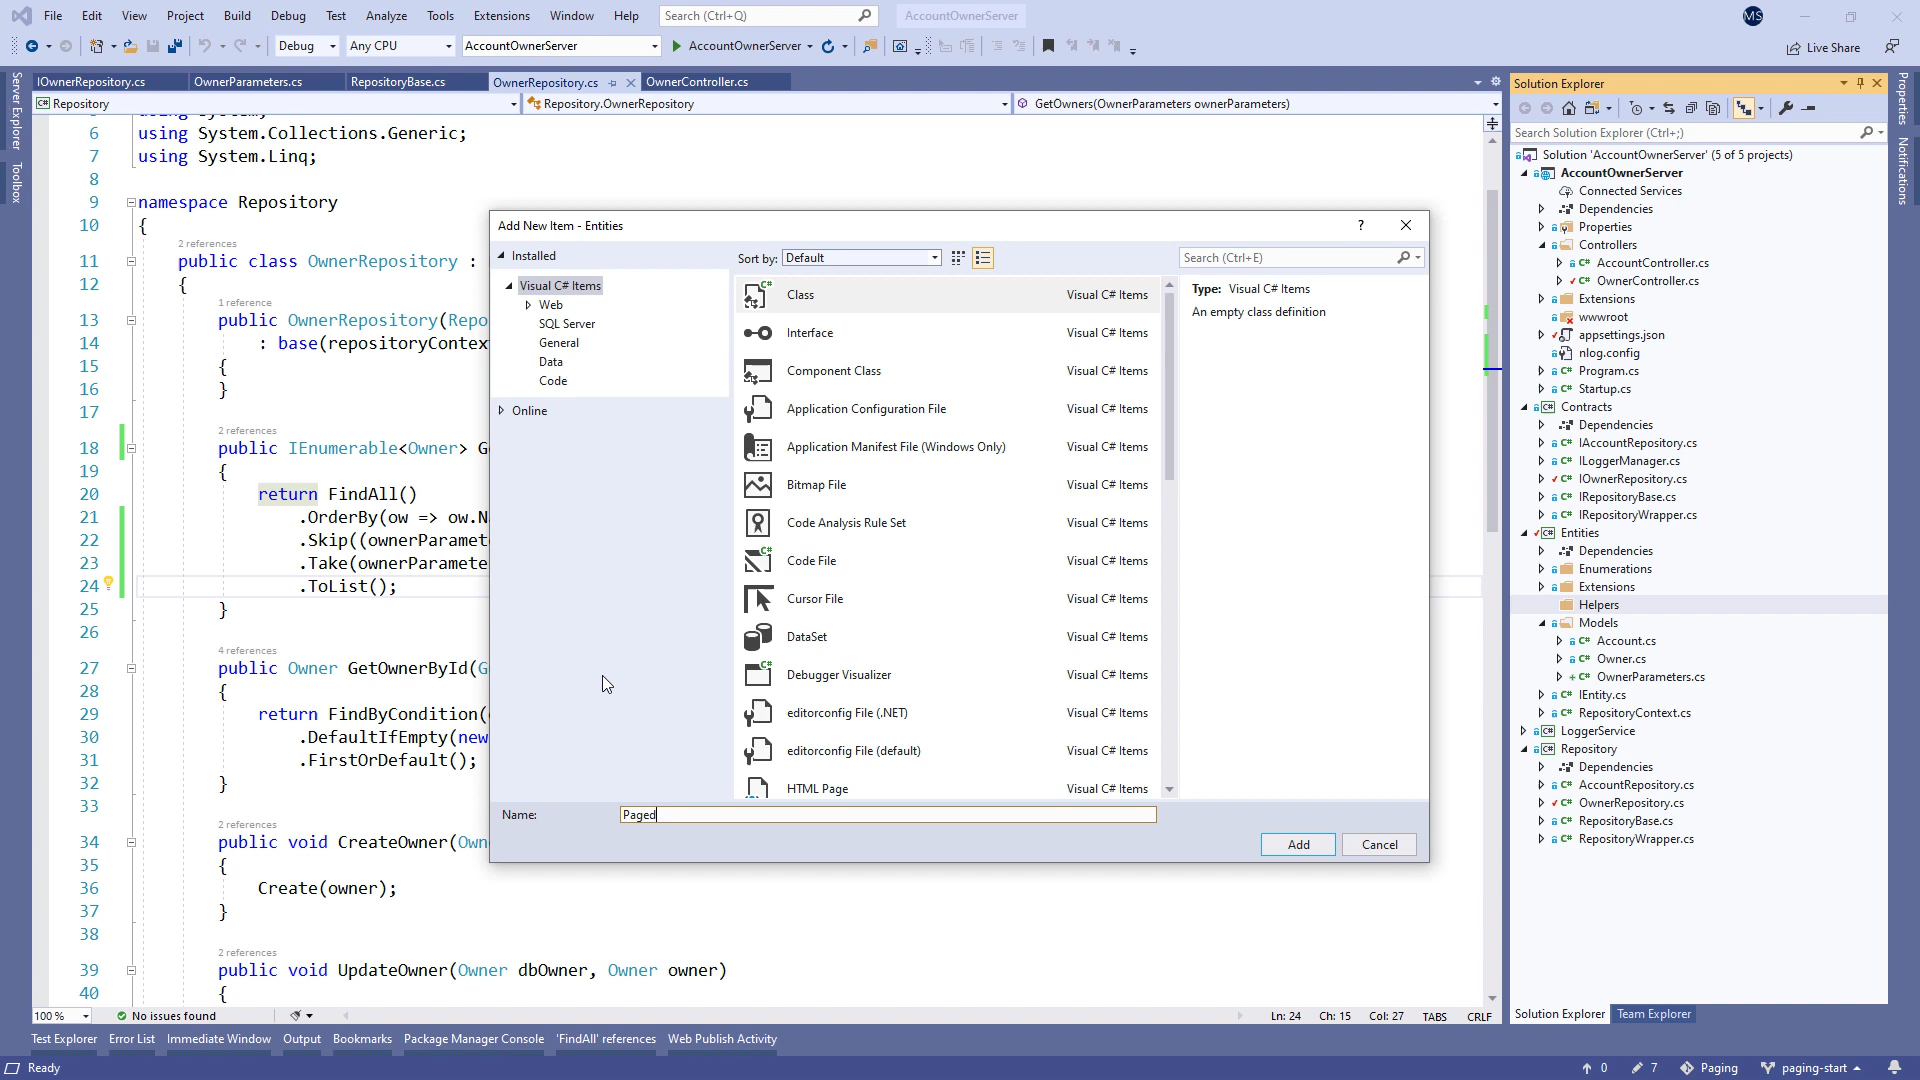 File Edit View Project Build Debug Test Analyze Tools Extensions Window Help Search (Ctrl+Q) AccountOwnerServer MS
Debug Any CPU AccountOwnerServer AccountOwnerServer Live Share
Server Explorer
Toolbox
IOwnerRepository.cs OwnerParameters.cs RepositoryBase.cs OwnerRepository.cs OwnerController.cs
Repository Repository.OwnerRepository GetOwners(OwnerParameters ownerParameters)
6 using System.Collections.Generic;
7 using System.Linq;
8
9 namespace Repository
10 {
2 references
11 public class OwnerRepository :
12 {
1 reference
13 public OwnerRepository(Repo
14 : base(repositoryContex
15 {
16 }
17
2 references
18 public IEnumerable<Owner> G
19 {
20 return FindAll()
21 .OrderBy(ow => ow.N
22 .Skip((ownerParamete
23 .Take(ownerParamete
24 .ToList();
25 }
26
4 references
27 public Owner GetOwnerById(G
28 {
29 return FindByCondition(
30 .DefaultIfEmpty(new
31 .FirstOrDefault();
32 }
33
2 references
34 public void CreateOwner(Own
35 {
36 Create(owner);
37 }
38
2 references
39 public void UpdateOwner(Owner dbOwner, Owner owner)
40 {
Add New Item - Entities ?
Installed
Visual C# Items
Web
SQL Server
General
Data
Code
Online
Sort by: Default
Search (Ctrl+E)
Class Visual C# Items
Interface Visual C# Items
Component Class Visual C# Items
Application Configuration File Visual C# Items
Application Manifest File (Windows Only) Visual C# Items
Bitmap File Visual C# Items
Code Analysis Rule Set Visual C# Items
Code File Visual C# Items
Cursor File Visual C# Items
DataSet Visual C# Items
Debugger Visualizer Visual C# Items
editorconfig File (.NET) Visual C# Items
editorconfig File (default) Visual C# Items
HTML Page Visual C# Items
Type: Visual C# Items
An empty class definition
Name: Paged
Add Cancel
Solution Explorer
Search Solution Explorer (Ctrl+;)
Solution 'AccountOwnerServer' (5 of 5 projects)
AccountOwnerServer
Connected Services
Dependencies
Properties
Controllers
C# AccountController.cs
C# OwnerController.cs
Extensions
wwwroot
appsettings.json
nlog.config
C# Program.cs
C# Startup.cs
C# Contracts
Dependencies
C# IAccountRepository.cs
C# ILoggerManager.cs
C# IOwnerRepository.cs
C# IRepositoryBase.cs
C# IRepositoryWrapper.cs
C# Entities
Dependencies
Enumerations
Extensions
Helpers
Models
C# Account.cs
C# Owner.cs
C# OwnerParameters.cs
C# IEntity.cs
C# RepositoryContext.cs
C# LoggerService
C# Repository
Dependencies
C# AccountRepository.cs
C# OwnerRepository.cs
C# RepositoryBase.cs
C# RepositoryWrapper.cs
Solution Explorer Team Explorer
Properties
Notifications
100 % No issues found Ln: 24 Ch: 15 Col: 27 TABS CRLF
Test Explorer Error List Immediate Window Output Bookmarks Package Manager Console 'FindAll' references Web Publish Activity
Ready 0 7 Paging paging-start